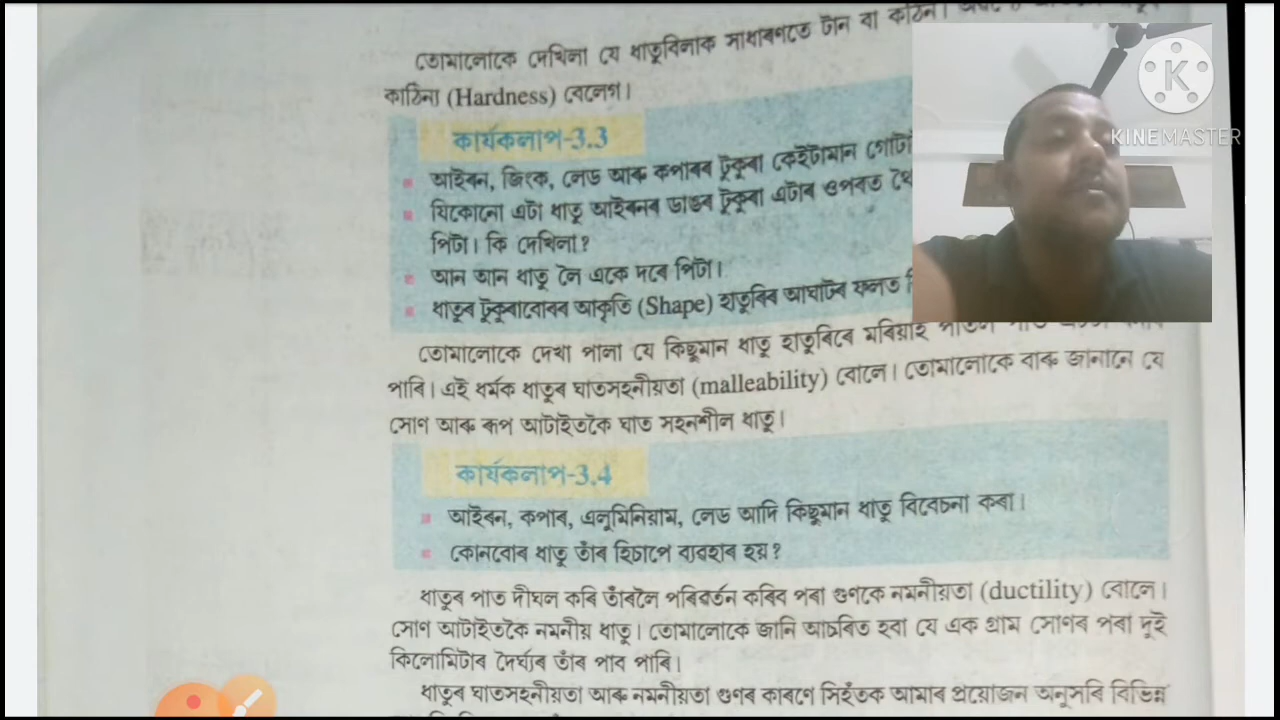 তোমালোকে দেখিলা যে ধাতুবিলাক সাধাৰণতে টান বা কঠিন।
কাঠিন্য (Hardness) বোলে।
কাৰ্যকলাপ-3.3
আইৰন, জিংক, লেড আৰু কপাৰৰ টুকুৰা কেইটামান গোটা
যিকোনো এটা ধাতু আইৰনৰ ডাঙৰ টুকুৰা এটাৰ ওপৰত থৈ
পিটা। কি দেখিলা?
আন আন ধাতু লৈ একে দৰে পিটা।
ধাতুৰ টুকুৰাবোৰৰ আকৃতি (Shape) হাতুৰিৰ আঘাটৰ ফলত
তোমালোকে দেখা পালা যে কিছুমান ধাতু হাতুৰিৰে মৰিয়াই
পাৰি। এই ধৰ্মক ধাতুৰ ঘাতসহনীয়তা (malleability) বোলে। তোমালোকে বাৰু জানানে যে
সোণ আৰু ৰূপ আটাইতকৈ ঘাত সহনশীল ধাতু।
কাৰ্যকলাপ-3.4
আইৰন, কপাৰ, এলুমিনিয়াম, লেড আদি কিছুমান ধাতু বিবেচনা কৰা।
কোনবোৰ ধাতু তাঁৰ হিচাপে ব্যৱহাৰ হয়?
ধাতুৰ পাত দীঘল কৰি তাঁৰলৈ পৰিবৰ্তন কৰিব পৰা গুণকে নমনীয়তা (ductility) বোলে।
সোণ আটাইতকৈ নমনীয় ধাতু। তোমালোকে জানি আচৰিত হবা যে এক গ্ৰাম সোণৰ পৰা দুই
কিলোমিটাৰ দৈৰ্ঘ্যৰ তাঁৰ পাব পাৰি।
ধাতুৰ ঘাতসহনীয়তা আৰু নমনীয়তা গুণৰ কাৰণে সিহঁতক আমাৰ প্ৰয়োজন অনুসৰি বিভিন্ন
K
KINEMASTER